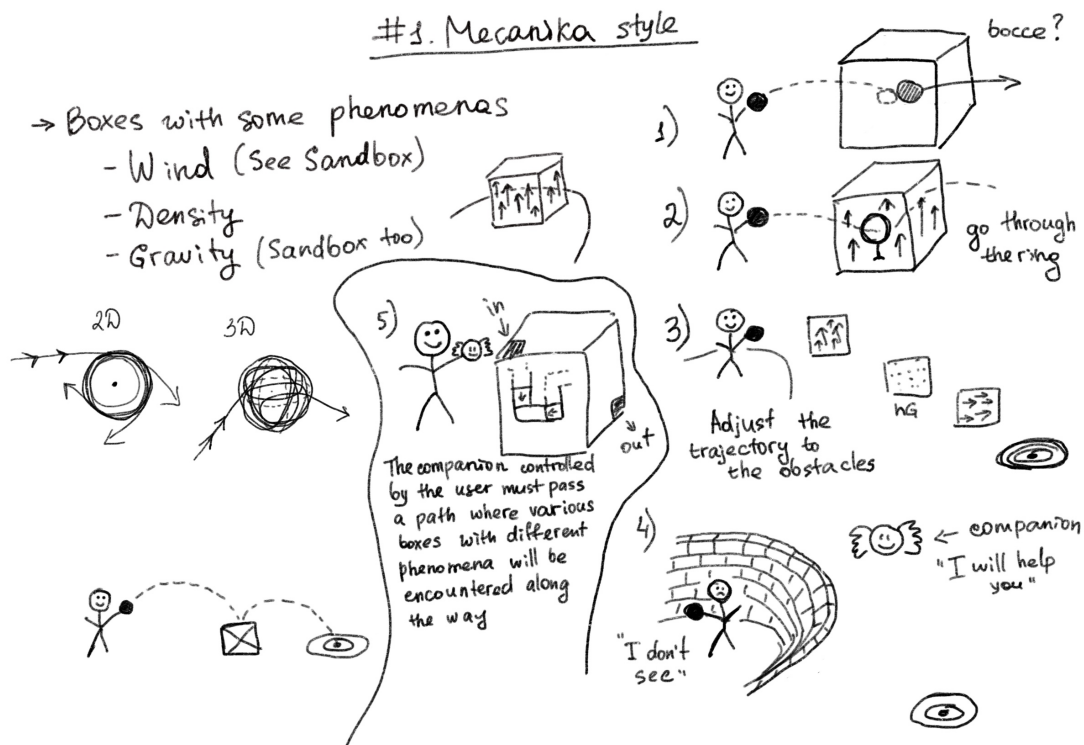 #1. Mecanika style
→ Boxes with some phenomenas
- Wind (See Sandbox)
- Density
- Gravity (Sandbox too)
2D
3D
bocce?
1)
2)
go through
the ring
3)
hG
Adjust the
trajectory to
the obstacles
4)
"I don't
see"
← companion
"I will help
you"
5)
in
out
The companion controlled
by the user must pass
a path where various
boxes with different
phenomena will be
encountered along
the way